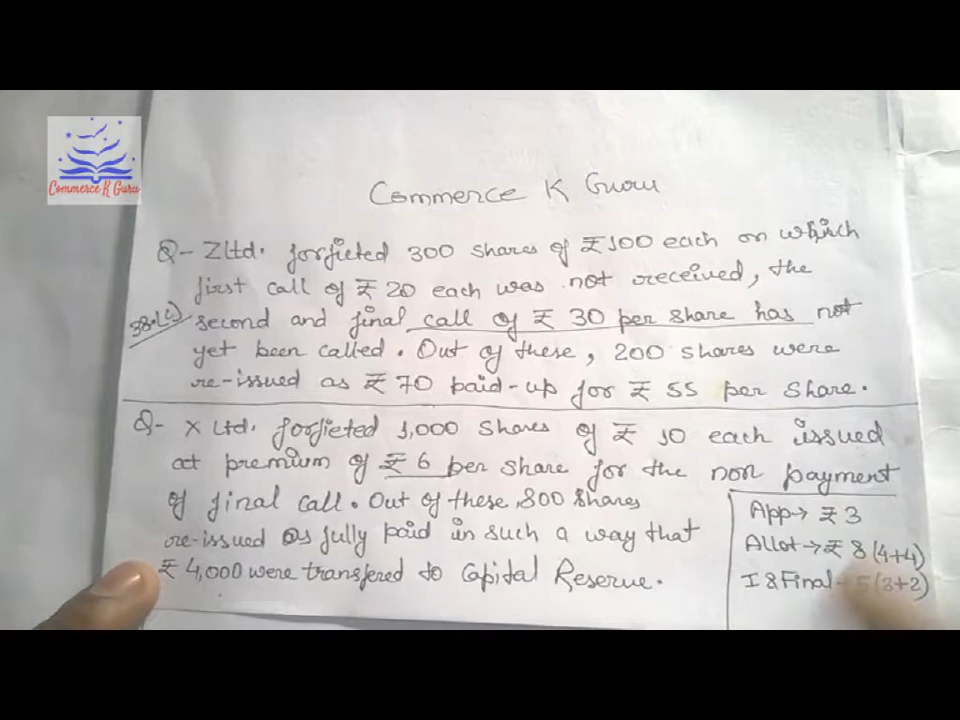 Commerce K Guru
Commerce K Guru
Q- Z Ltd. forfieted 300 shares of ₹100 each on which
first call of ₹ 20 each was not received, the
second and final call of ₹ 30 per share has not
yet been called. Out of these, 200 shares were
re-issued as ₹ 70 paid-up for ₹ 55 per share.
Q- X Ltd. forfieted 1,000 shares of ₹ 10 each issued
at premium of ₹ 6 per share for the non payment
of final call. Out of these, 800 shares
re-issued as fully paid in such a way that
₹ 4,000 were transfered to Capital Reserve.
App → ₹ 3
Allot → ₹ 8 (4+4)
I & Final - 5 (3+2)